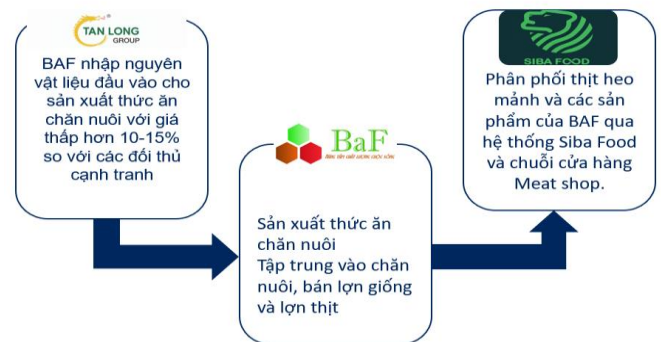 TAN LONG
GROUP
BAF nhập nguyên
vật liệu đầu vào cho
sản xuất thức ăn
chăn nuôi với giá
thấp hơn 10-15%
so với các đối thủ
cạnh tranh
BaF
Sản xuất thức ăn
chăn nuôi
Tập trung vào chăn
nuôi, bán lợn giống
và lợn thịt
SIBA FOOD
Phân phối thịt heo
mảnh và các sản
phẩm của BAF qua
hệ thống Siba Food
và chuỗi cửa hàng
Meat shop.